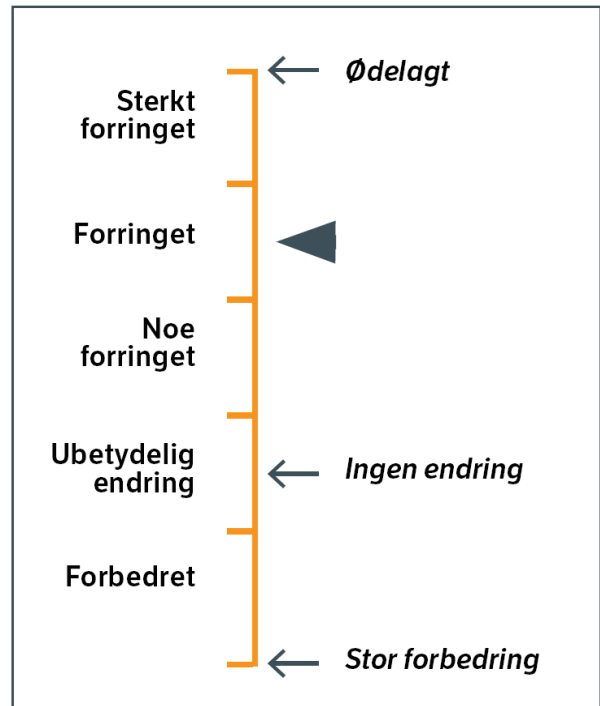 Ødelagt
Sterkt
forringet
Forringet
Noe
forringet
Ubetydelig
endring
Ingen endring
Forbedret
Stor forbedring